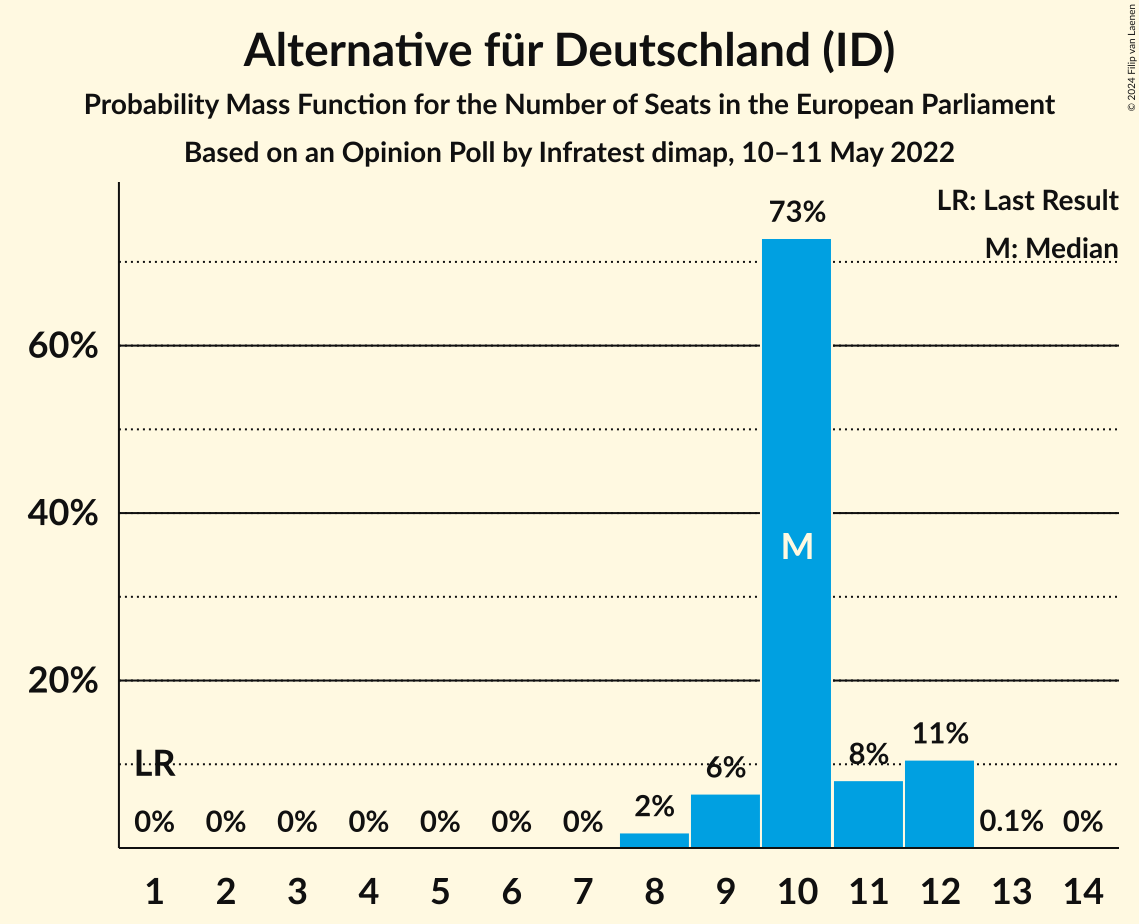 Alternative für Deutschland (ID)
Probability Mass Function for the Number of Seats in the European Parliament
Based on an Opinion Poll by Infratest dimap, 10–11 May 2022
© 2024 Filip van Laenen
LR: Last Result
M: Median
73%
60%
40%
M
20%
LR
0% 0% 0% 0% 0% 0% 0% 2% 6% 8% 11% 0.1% 0%
1 2 3 4 5 6 7 8 9 10 11 12 13 14